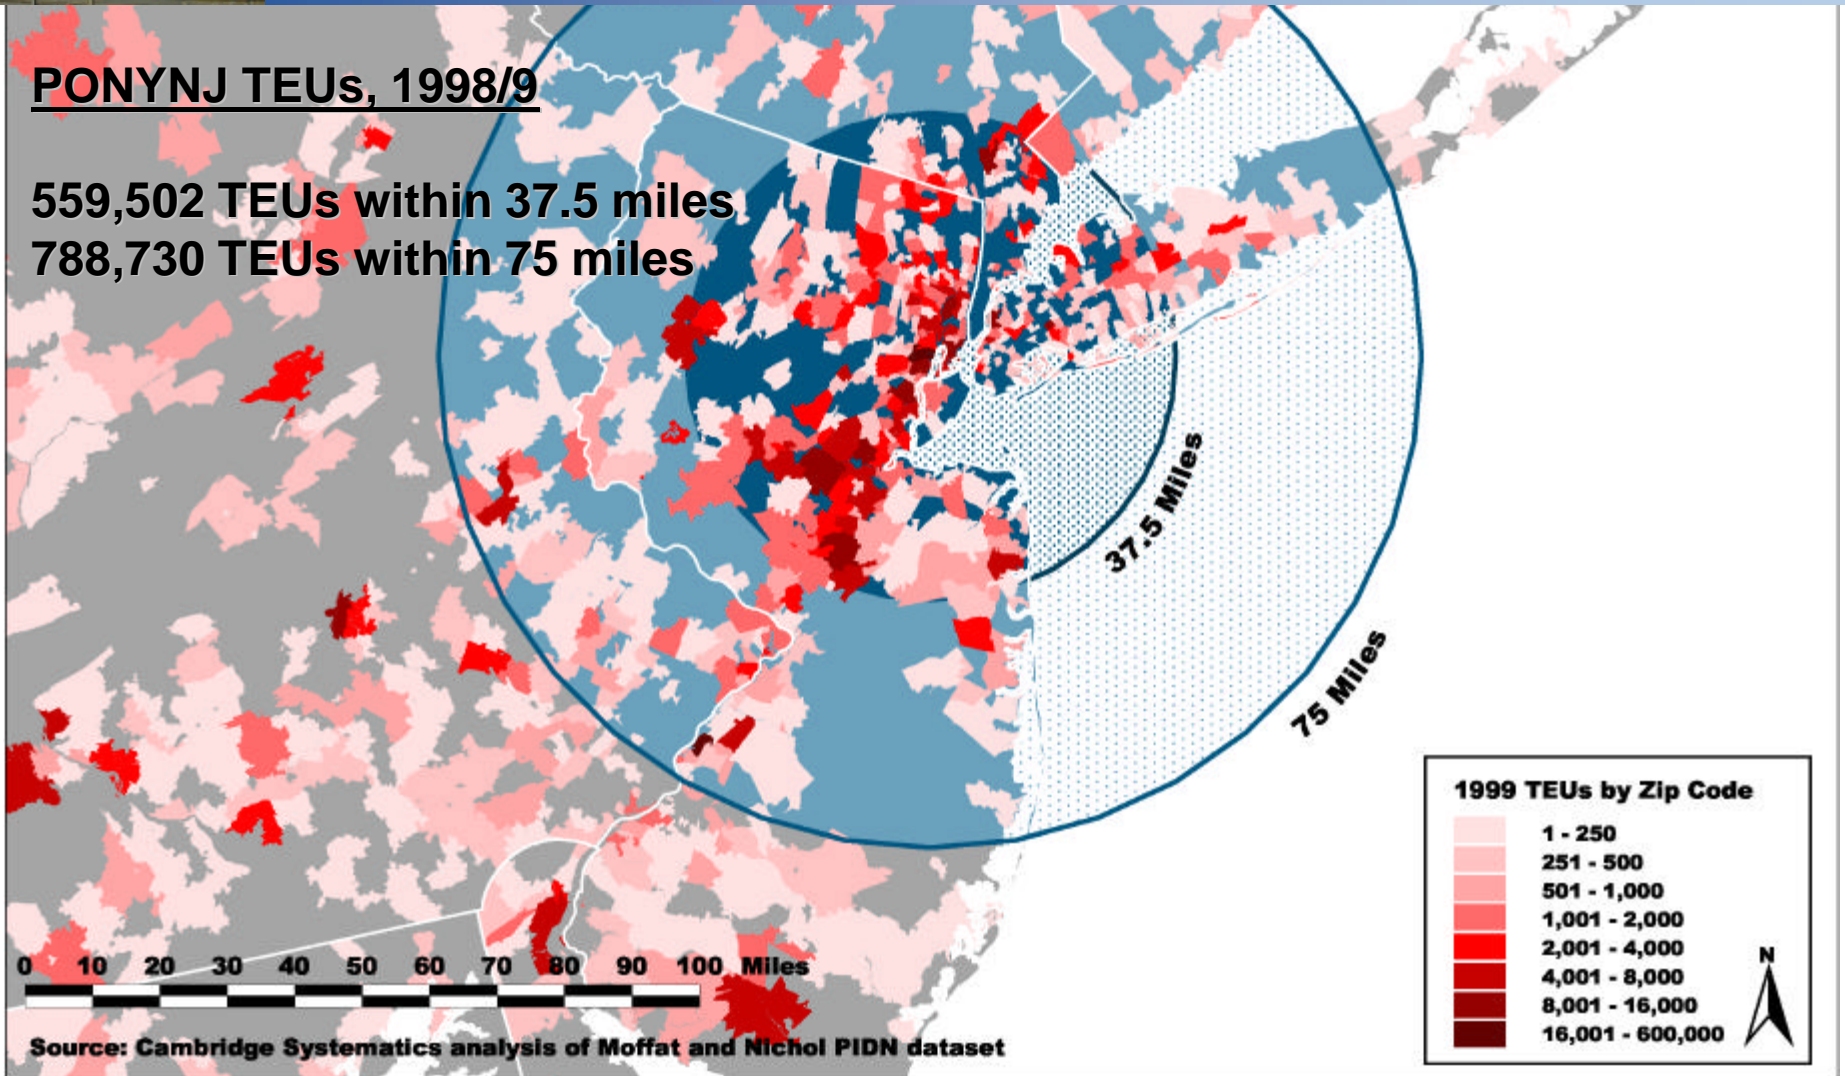 PONYNJ TEUs, 1998/9
559,502 TEUs within 37.5 miles
788,730 TEUs within 75 miles
37.5 Miles
75 Miles
1999 TEUs by Zip Code
1 - 250
251 - 500
501 - 1,000
1,001 - 2,000
2,001 - 4,000
4,001 - 8,000
8,001 - 16,000
16,001 - 600,000
N
0 10 20 30 40 50 60 70 80 90 100 Miles
Source: Cambridge Systematics analysis of Moffat and Nichol PIDN dataset